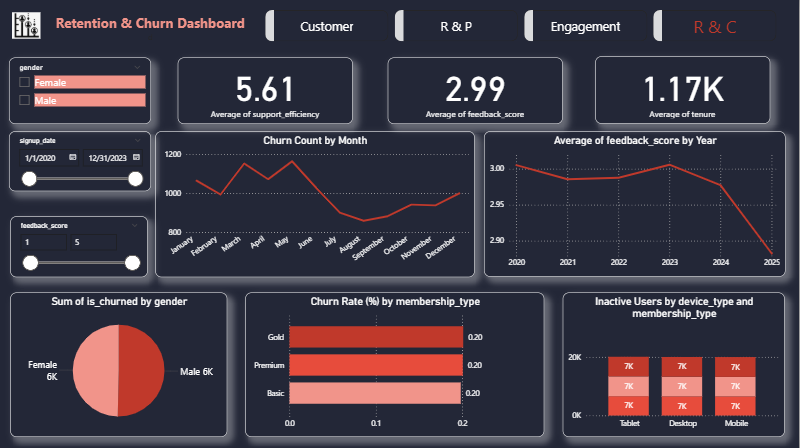 Retention & Churn Dashboard
Customer
R & P
Engagement
R & C
gender
Female
Male
5.61
Average of support_efficiency
2.99
Average of feedback_score
1.17K
Average of tenure
signup_date
1/1/2020 12/31/2023
feedback_score
1 5
Churn Count by Month
1200
1000
800
January February March April May June July August September October November December
Average of feedback_score by Year
3.00
2.95
2.90
2020 2021 2022 2023 2024 2025
Sum of is_churned by gender
Female
6K
Male 6K
Churn Rate (%) by membership_type
Gold 0.20
Premium 0.20
Basic 0.20
0.0 0.1 0.2
Inactive Users by device_type and
membership_type
20K
0K
7K 7K 7K
7K 7K 7K
7K 7K 7K
Tablet Desktop Mobile